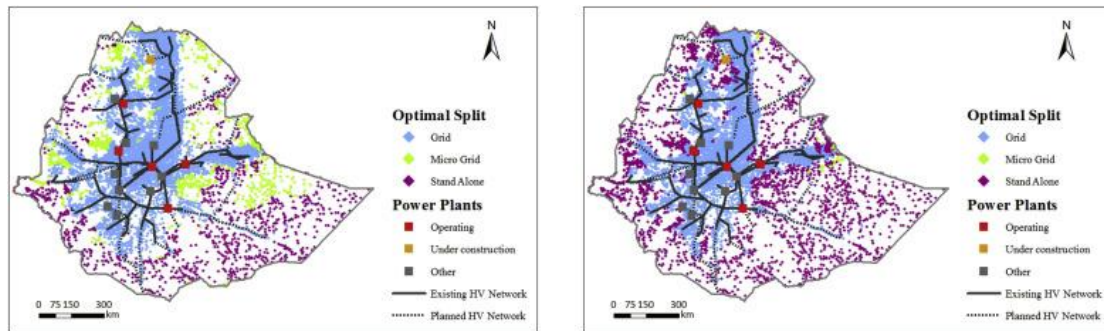 N
Optimal Split
Grid
Micro Grid
Stand Alone
Power Plants
Operating
Under construction
Other
Existing HV Network
Planned HV Network
0 75 150 300
km
N
Optimal Split
Grid
Micro Grid
Stand Alone
Power Plants
Operating
Under construction
Other
Existing HV Network
Planned HV Network
0 75 150 300
km